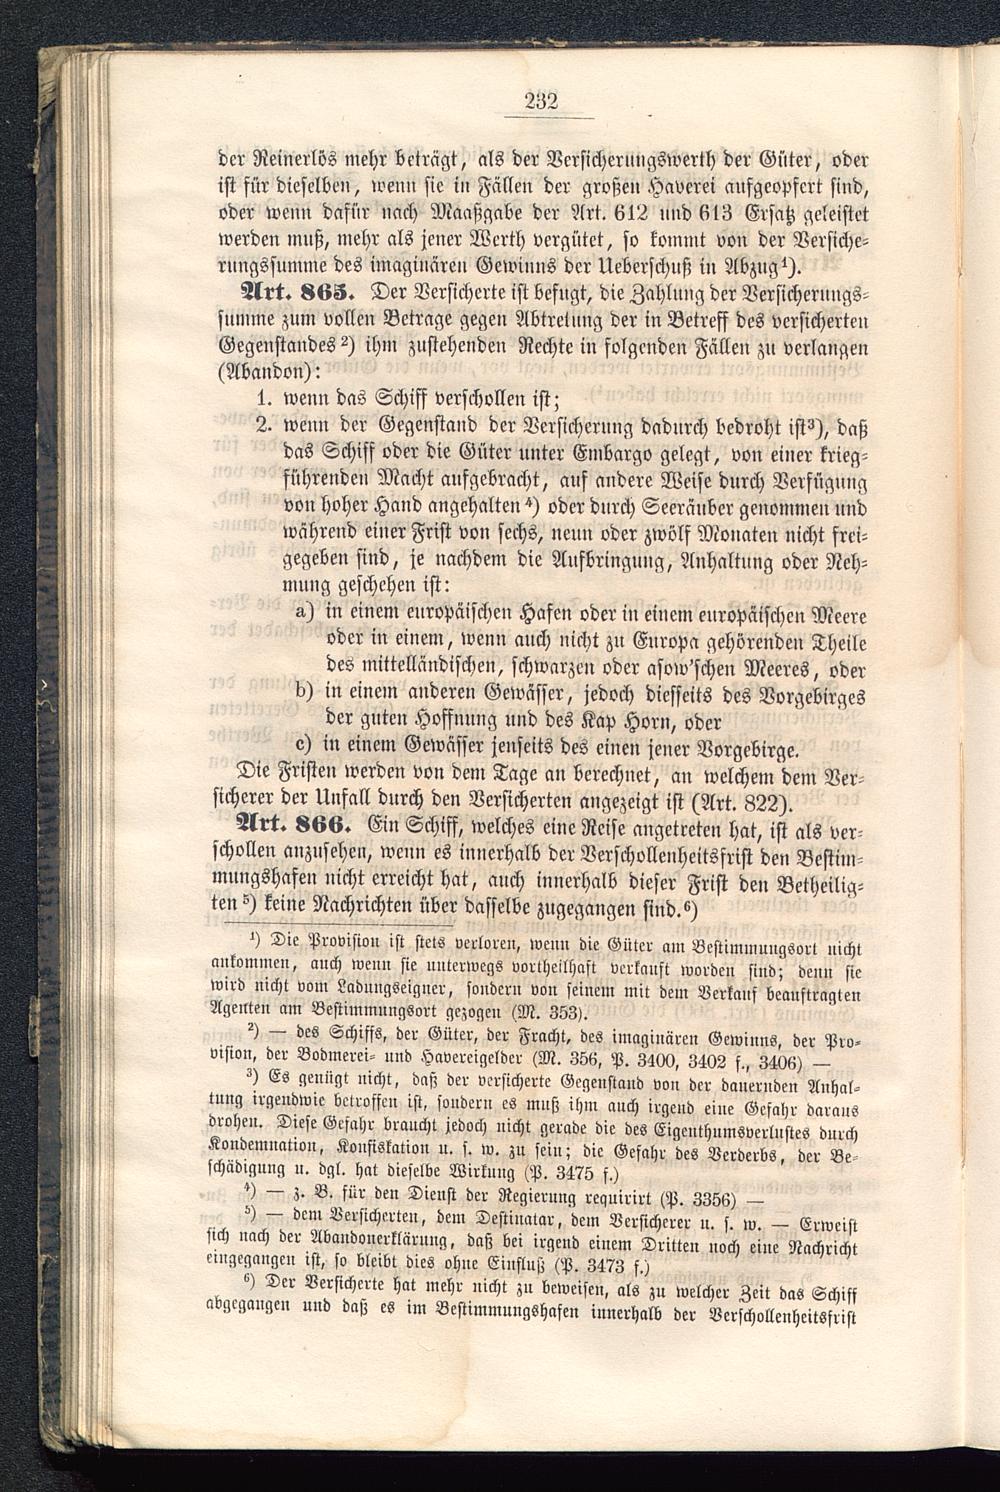 232
der Reinerlös mehr beträgt, als der Versicherungswerth der Güter, oder
ist für dieselben, wenn sie in Fällen der großen Haverei aufgeopfert sind,
oder wenn dafür nach Maaßgabe der Art. 612 und 613 Ersatz geleistet
werden muß, mehr als jener Werth vergütet, so kommt von der Versiche-
rungssumme des imaginären Gewinns der Ueberschuß in Abzug¹).
Art. 865. Der Versicherte ist befugt, die Zahlung der Versicherungs-
summe zum vollen Betrage gegen Abtretung der in Betreff des versicherten
Gegenstandes²) ihm zustehenden Rechte in folgenden Fällen zu verlangen
(Abandon):
1. wenn das Schiff verschollen ist;
2. wenn der Gegenstand der Versicherung dadurch bedroht ist³), daß
das Schiff oder die Güter unter Embargo gelegt, von einer krieg-
führenden Macht aufgebracht, auf andere Weise durch Verfügung
von hoher Hand angehalten⁴) oder durch Seeräuber genommen und
während einer Frist von sechs, neun oder zwölf Monaten nicht frei-
gegeben sind, je nachdem die Aufbringung, Anhaltung oder Neh-
mung geschehen ist:
a) in einem europäischen Hafen oder in einem europäischen Meere
oder in einem, wenn auch nicht zu Europa gehörenden Theile
des mittelländischen, schwarzen oder asow'schen Meeres, oder
b) in einem anderen Gewässer, jedoch diesseits des Vorgebirges
der guten Hoffnung und des Kap Horn, oder
c) in einem Gewässer jenseits des einen jener Vorgebirge.
Die Fristen werden von dem Tage an berechnet, an welchem dem Ver-
sicherer der Unfall durch den Versicherten angezeigt ist (Art. 822).
Art. 866. Ein Schiff, welches eine Reise angetreten hat, ist als ver-
schollen anzusehen, wenn es innerhalb der Verschollenheitsfrist den Bestim-
mungshafen nicht erreicht hat, auch innerhalb dieser Frist den Betheilig-
ten⁵) keine Nachrichten über dasselbe zugegangen sind.⁶)
¹) Die Provision ist stets verloren, wenn die Güter am Bestimmungsort nicht
ankommen, auch wenn sie unterwegs vortheilhaft verkauft worden sind; denn sie
wird nicht vom Ladungseigner, sondern von seinem mit dem Verkauf beauftragten
Agenten am Bestimmungsort gezogen (M. 353).
²) — des Schiffs, der Güter, der Fracht, des imaginären Gewinns, der Pro-
vision, der Bodmerei- und Havereigelder (M. 356, P. 3400, 3402 f., 3406) —
³) Es genügt nicht, daß der versicherte Gegenstand von der dauernden Anhal-
tung irgendwie betroffen ist, sondern es muß ihm auch irgend eine Gefahr daraus
drohen. Diese Gefahr braucht jedoch nicht gerade die des Eigenthumsverlustes durch
Kondemnation, Konfiskation u. s. w. zu sein; die Gefahr des Verderbs, der Be-
schädigung u. dgl. hat dieselbe Wirkung (P. 3475 f.)
⁴) — z. B. für den Dienst der Regierung requirirt (P. 3356) —
⁵) — dem Versicherten, dem Destinatar, dem Versicherer u. s. w. — Erweist
sich nach der Abandonerklärung, daß bei irgend einem Dritten noch eine Nachricht
eingegangen ist, so bleibt dies ohne Einfluß (P. 3473 f.)
⁶) Der Versicherte hat mehr nicht zu beweisen, als zu welcher Zeit das Schiff
abgegangen und daß es im Bestimmungshafen innerhalb der Verschollenheitsfrist